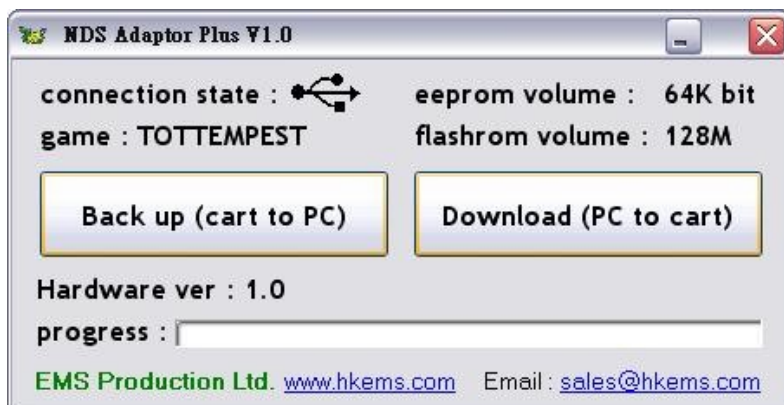 NDS Adaptor Plus V1.0
connection state : eeprom volume : 64K bit
game : TOTTEMPEST flashrom volume : 128M
Back up (cart to PC) Download (PC to cart)
Hardware ver : 1.0
progress :
EMS Production Ltd. www.hkems.com Email : sales@hkems.com